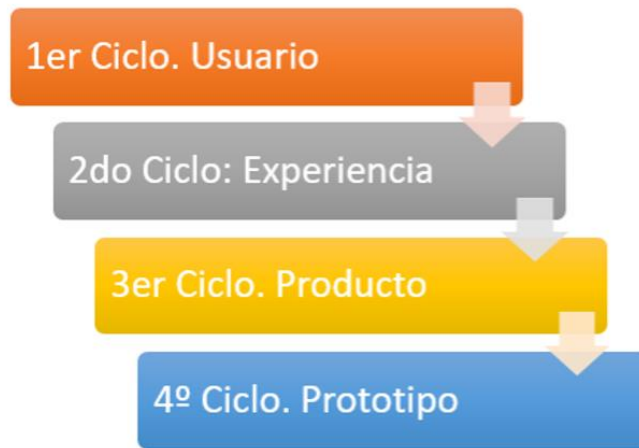 1er Ciclo. Usuario
2do Ciclo: Experiencia
3er Ciclo. Producto
4º Ciclo. Prototipo